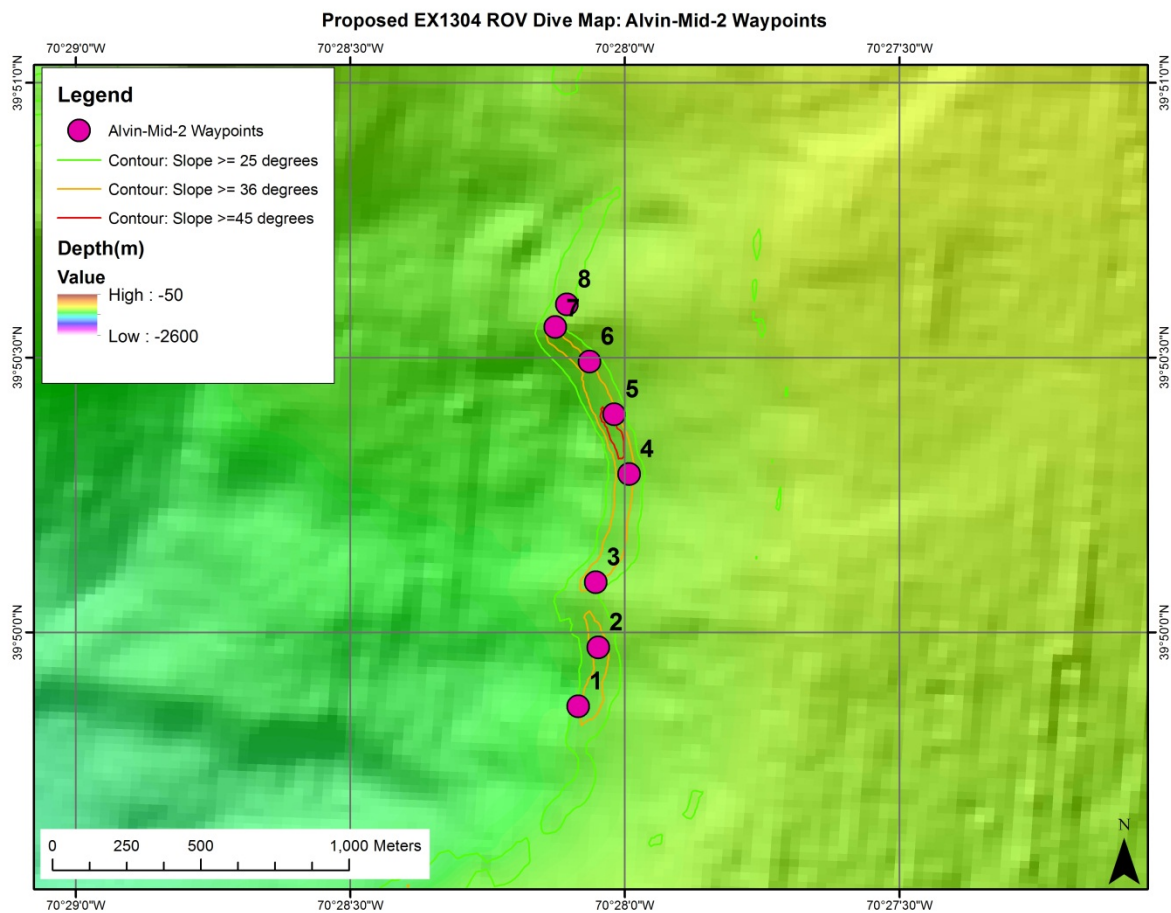 Proposed EX1304 ROV Dive Map: Alvin-Mid-2 Waypoints
70°29'0"W 70°28'30"W 70°28'0"W 70°27'30"W
39°51'0"N 39°51'0"N
Legend
Alvin-Mid-2 Waypoints
Contour: Slope >= 25 degrees
Contour: Slope >= 36 degrees
Contour: Slope >=45 degrees
Depth(m)
Value
High : -50
Low : -2600
8
7
6
39°50'30"N 39°50'30"N
5
4
3
2
39°50'0"N 39°50'0"N
1
0 250 500 1,000 Meters
N
70°29'0"W 70°28'30"W 70°28'0"W 70°27'30"W